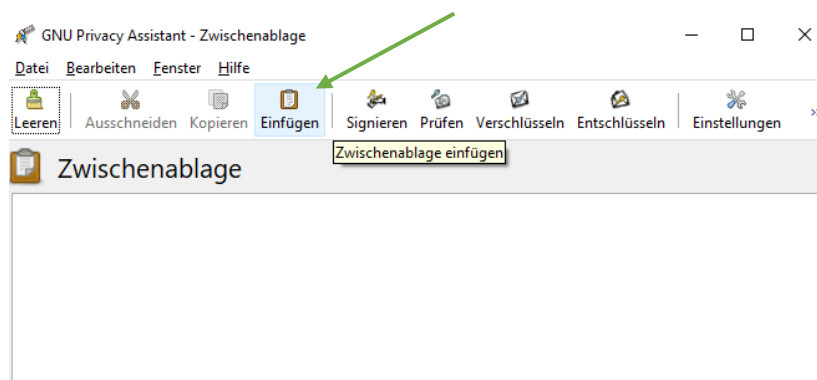 GNU Privacy Assistant - Zwischenablage
Datei Bearbeiten Fenster Hilfe
Leeren Ausschneiden Kopieren Einfügen Signieren Prüfen Verschlüsseln Entschlüsseln Einstellungen
Zwischenablage einfügen
Zwischenablage